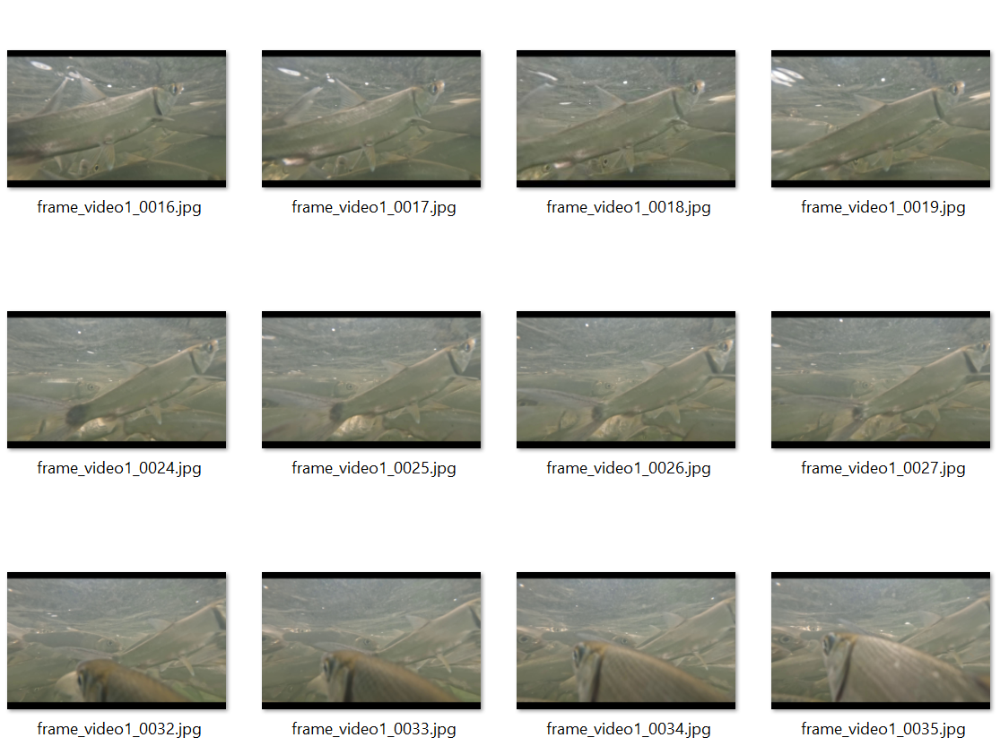 frame_video1_0016.jpg
frame_video1_0017.jpg
frame_video1_0018.jpg
frame_video1_0019.jpg
frame_video1_0024.jpg
frame_video1_0025.jpg
frame_video1_0026.jpg
frame_video1_0027.jpg
frame_video1_0032.jpg
frame_video1_0033.jpg
frame_video1_0034.jpg
frame_video1_0035.jpg